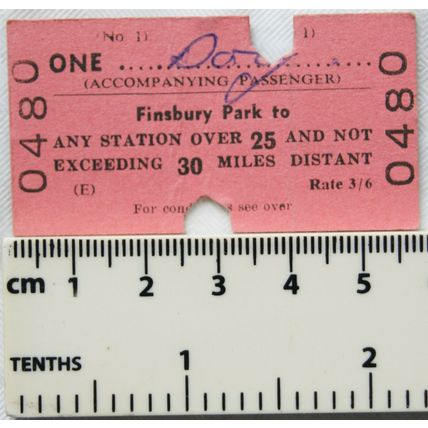 (No 1) 1)
ONE ..... Dog .....
(ACCOMPANYING PASSENGER)
Finsbury Park to
ANY STATION OVER 25 AND NOT
EXCEEDING 30 MILES DISTANT
(E) Rate 3/6
For cond s see over
0480
0480
cm 1 2 3 4 5
TENTHS 1 2